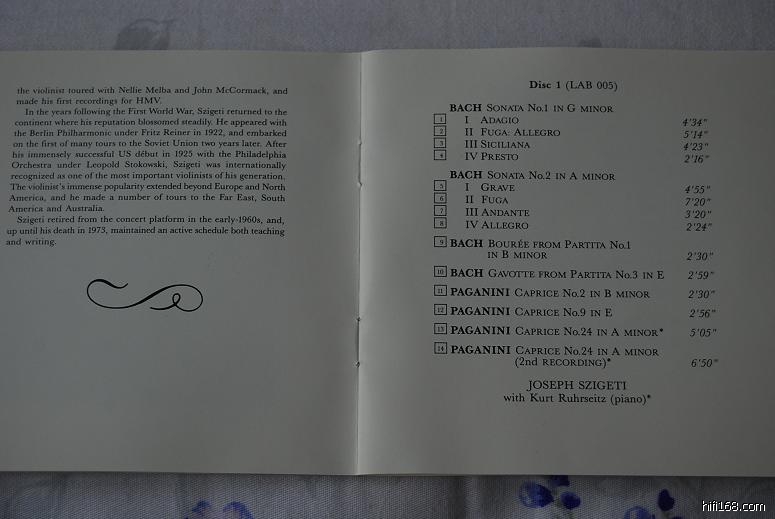 the violinist toured with Nellie Melba and John McCormack, and
made his first recordings for HMV.
In the years following the First World War, Szigeti returned to the
continent where his reputation blossomed steadily. He appeared with
the Berlin Philharmonic under Fritz Reiner in 1922, and embarked
on the first of many tours to the Soviet Union two years later. After
his immensely successful US début in 1925 with the Philadelphia
Orchestra under Leopold Stokowski, Szigeti was internationally
recognized as one of the most important violinists of his generation.
The violinist's immense popularity extended beyond Europe and North
America, and he made a number of tours to the Far East, South
America and Australia.
Szigeti retired from the concert platform in the early-1960s, and,
up until his death in 1973, maintained an active schedule both teaching
and writing.
Disc 1 (LAB 005)
BACH SONATA NO.1 IN G MINOR
1 I ADAGIO 4'34"
2 II FUGA: ALLEGRO 5'14"
3 III SICILIANA 4'23"
4 IV PRESTO 2'16"
BACH SONATA NO.2 IN A MINOR
5 I GRAVE 4'55"
6 II FUGA 7'20"
7 III ANDANTE 3'20"
8 IV ALLEGRO 2'24"
9 BACH BOURÉE FROM PARTITA NO.1
IN B MINOR 2'30"
10 BACH GAVOTTE FROM PARTITA NO.3 IN E 2'59"
11 PAGANINI CAPRICE NO.2 IN B MINOR 2'30"
12 PAGANINI CAPRICE NO.9 IN E 2'56"
13 PAGANINI CAPRICE NO.24 IN A MINOR* 5'05"
14 PAGANINI CAPRICE NO.24 IN A MINOR
(2nd RECORDING)* 6'50"
JOSEPH SZIGETI
with Kurt Ruhrseitz (piano)*
hifi168.com